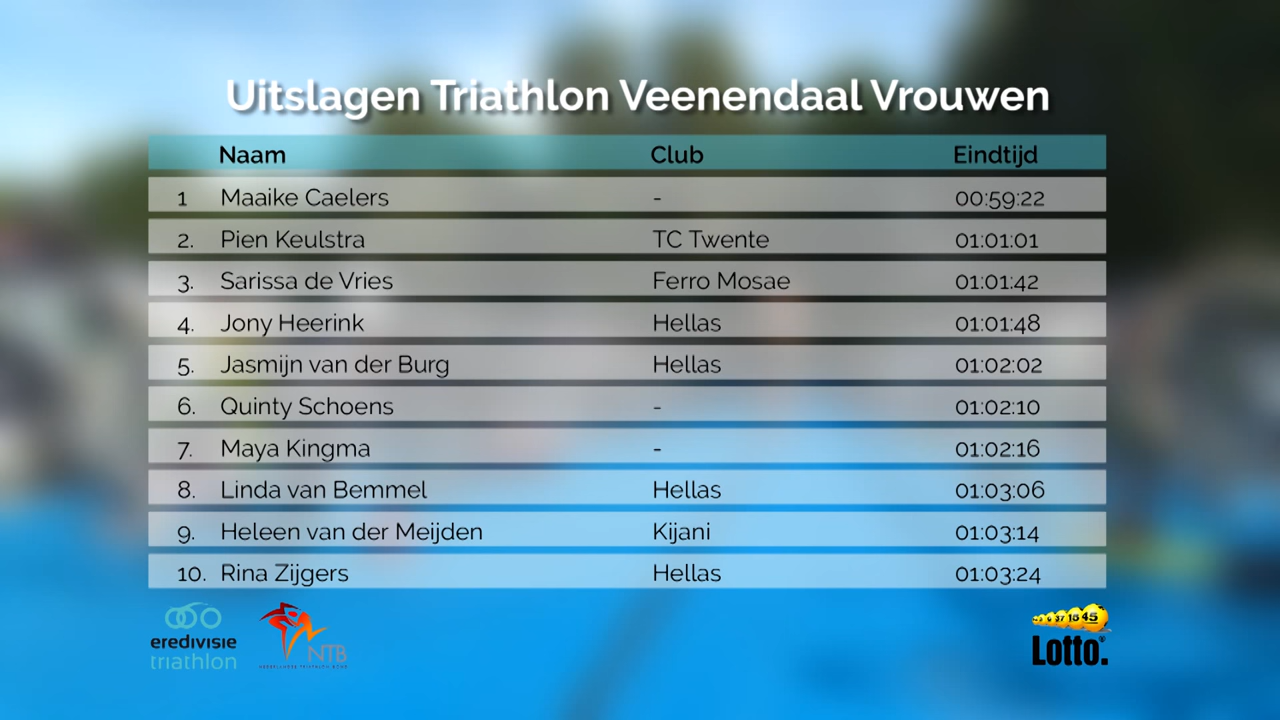 Uitslagen Triathlon Veenendaal Vrouwen
Naam Club Eindtijd
1 Maaike Caelers - 00:59:22
2. Pien Keulstra TC Twente 01:01:01
3. Sarissa de Vries Ferro Mosae 01:01:42
4. Jony Heerink Hellas 01:01:48
5. Jasmijn van der Burg Hellas 01:02:02
6. Quinty Schoens - 01:02:10
7. Maya Kingma - 01:02:16
8. Linda van Bemmel Hellas 01:03:06
9. Heleen van der Meijden Kijani 01:03:14
10. Rina Zijgers Hellas 01:03:24
eredivisie
triathlon
NTB
37 18 45
Lotto.